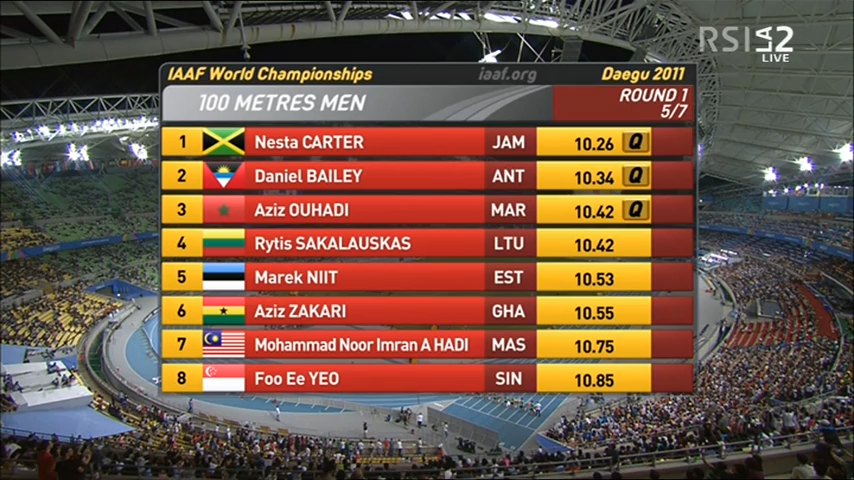 RSI LA 2
LIVE
IAAF World Championships iaaf.org Daegu 2011
100 METRES MEN ROUND 1
5/7
1 Nesta CARTER JAM 10.26 Q
2 Daniel BAILEY ANT 10.34 Q
3 Aziz OUHADI MAR 10.42 Q
4 Rytis SAKALAUSKAS LTU 10.42
5 Marek NIIT EST 10.53
6 Aziz ZAKARI GHA 10.55
7 Mohammad Noor Imran A HADI MAS 10.75
8 Foo Ee YEO SIN 10.85